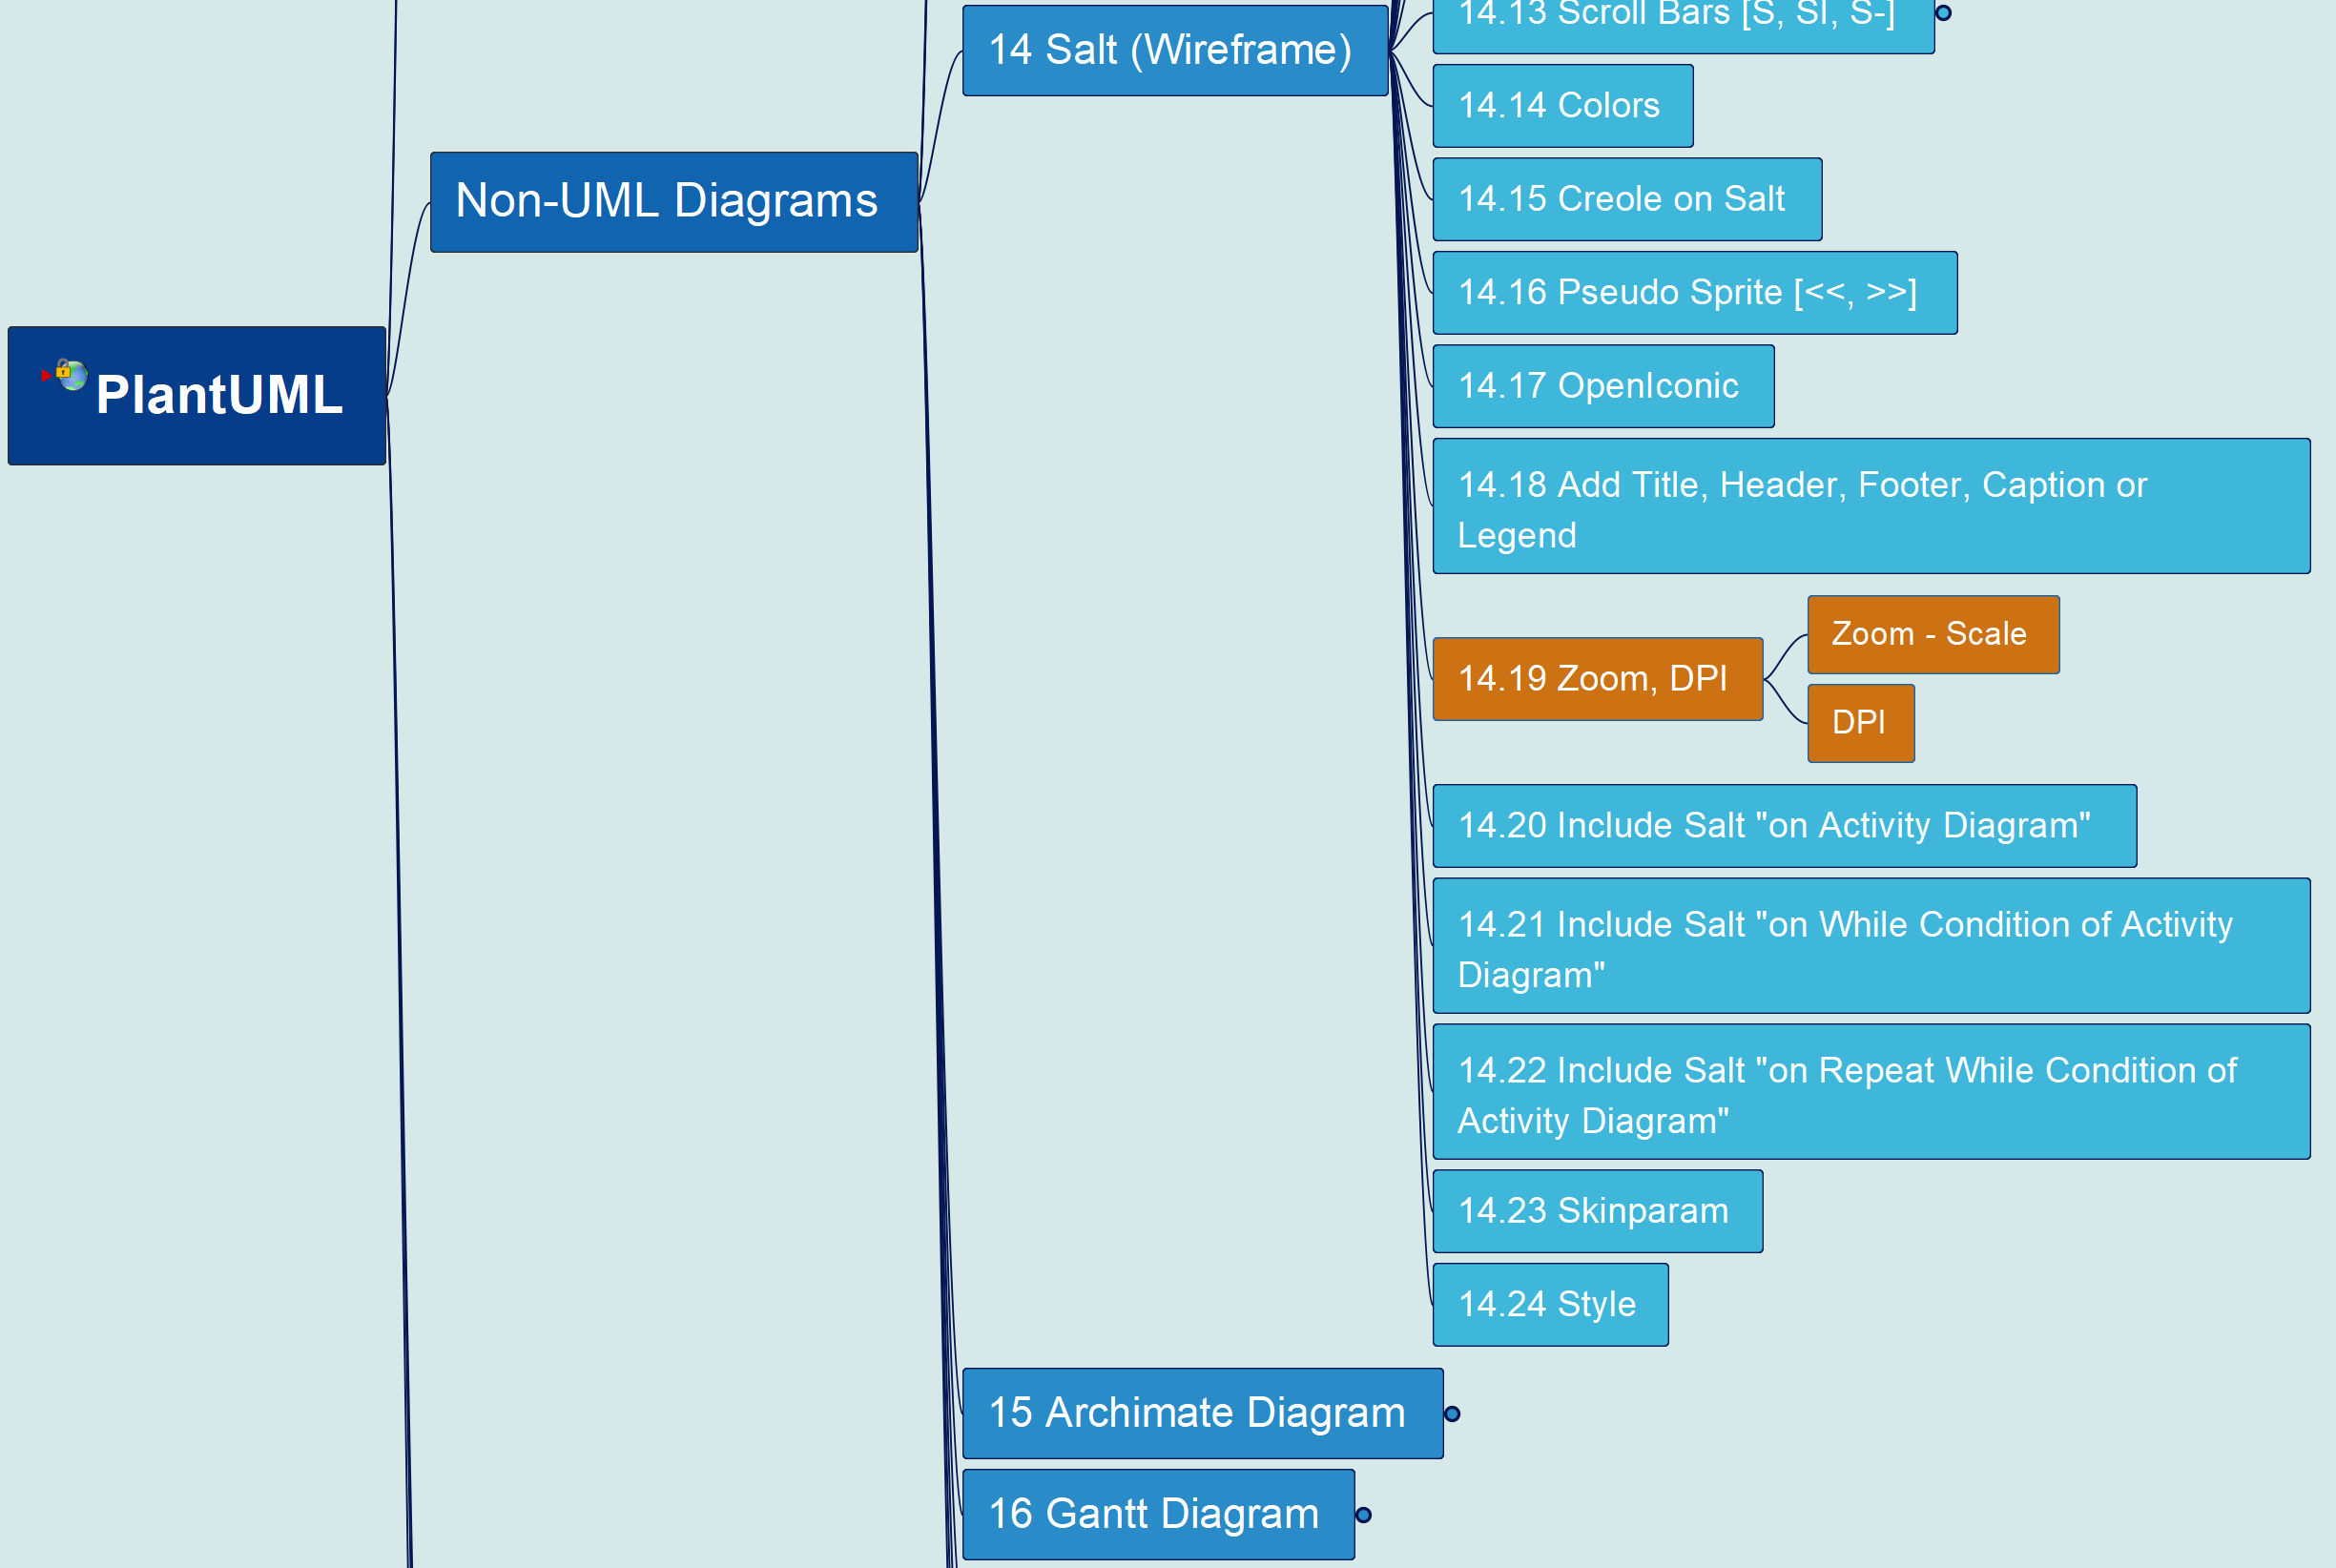 14.13 Scroll Bars [S, SI, S-]
14 Salt (Wireframe)
14.14 Colors
Non-UML Diagrams
14.15 Creole on Salt
14.16 Pseudo Sprite [<<, >>]
PlantUML
14.17 OpenIconic
14.18 Add Title, Header, Footer, Caption or
Legend
Zoom - Scale
14.19 Zoom, DPI
DPI
14.20 Include Salt "on Activity Diagram"
14.21 Include Salt "on While Condition of Activity
Diagram"
14.22 Include Salt "on Repeat While Condition of
Activity Diagram"
14.23 Skinparam
14.24 Style
15 Archimate Diagram
16 Gantt Diagram